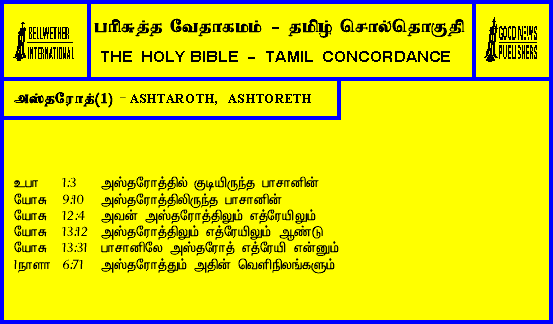 BELLWETHER
INTERNATIONAL
பரிசுத்த வேதாகமம் - தமிழ் சொல்தொகுதி
THE HOLY BIBLE - TAMIL CONCORDANCE
GOOD NEWS
PUBLISHERS
அஸ்தரோத்(1) - ASHTAROTH, ASHTORETH
உபா 1:3 அஸ்தரோத்தில் குடியிருந்த பாசானின்
யோசு 9:10 அஸ்தரோத்திலிருந்த பாசானின்
யோசு 12:4 அவன் அஸ்தரோத்திலும் எத்ரேயிலும்
யோசு 13:12 அஸ்தரோத்திலும் எத்ரேயிலும் ஆண்டு
யோசு 13:31 பாசானிலே அஸ்தரோத் எத்ரேயி என்னும்
1நாளா 6:71 அஸ்தரோத்தும் அதின் வெளிநிலங்களும்